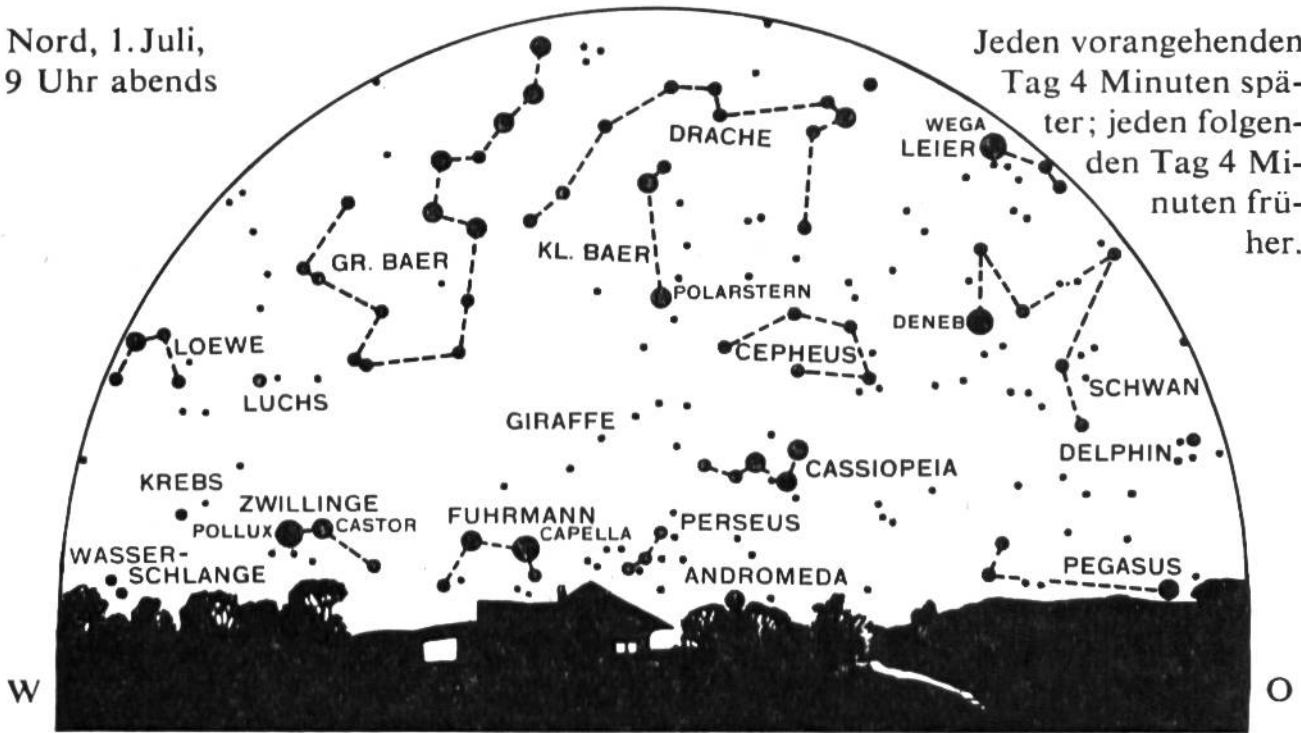 Nord, 1. Juli,
9 Uhr abends
Jeden vorangehenden
Tag 4 Minuten spä-
ter; jeden folgen-
den Tag 4 Mi-
nuten frü-
her.
DRACHE
WEGA
LEIER
GR. BAER
KL. BAER
POLARSTERN
DENEB
LOEWE
CEPHEUS
LUCHS
SCHWAN
GIRAFFE
DELPHIN
CASSIOPEIA
KREBS
ZWILLINGE
POLLUX
CASTOR
FUHRMANN
CAPELLA
PERSEUS
WASSER-
SCHLANGE
ANDROMEDA
PEGASUS
W
O